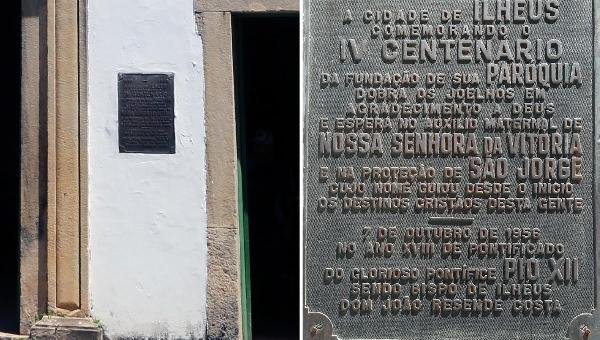 A CIDADE DE ILHEUS
COMEMORANDO O
IV CENTENARIO
DA FUNDAÇÃO DE SUA PAROQUIA
DOBRA OS JOELHOS EM
AGRADECIMENTO A DEUS
E ESPERA NO AUXILIO MATERNAL DE
NOSSA SENHORA DA VITORIA
E NA PROTEÇÃO DE SÃO JORGE
CUJO NOME GUIOU DESDE O INICIO
OS DESTINOS CRISTÃOS DESTA GENTE
7 DE OUTUBRO DE 1956
NO ANO XVIII DE PONTIFICADO
DO GLORIOSO PONTIFICE PIO XII
SENDO BISPO DE ILHEUS
DOM JOÃO RESENDE COSTA